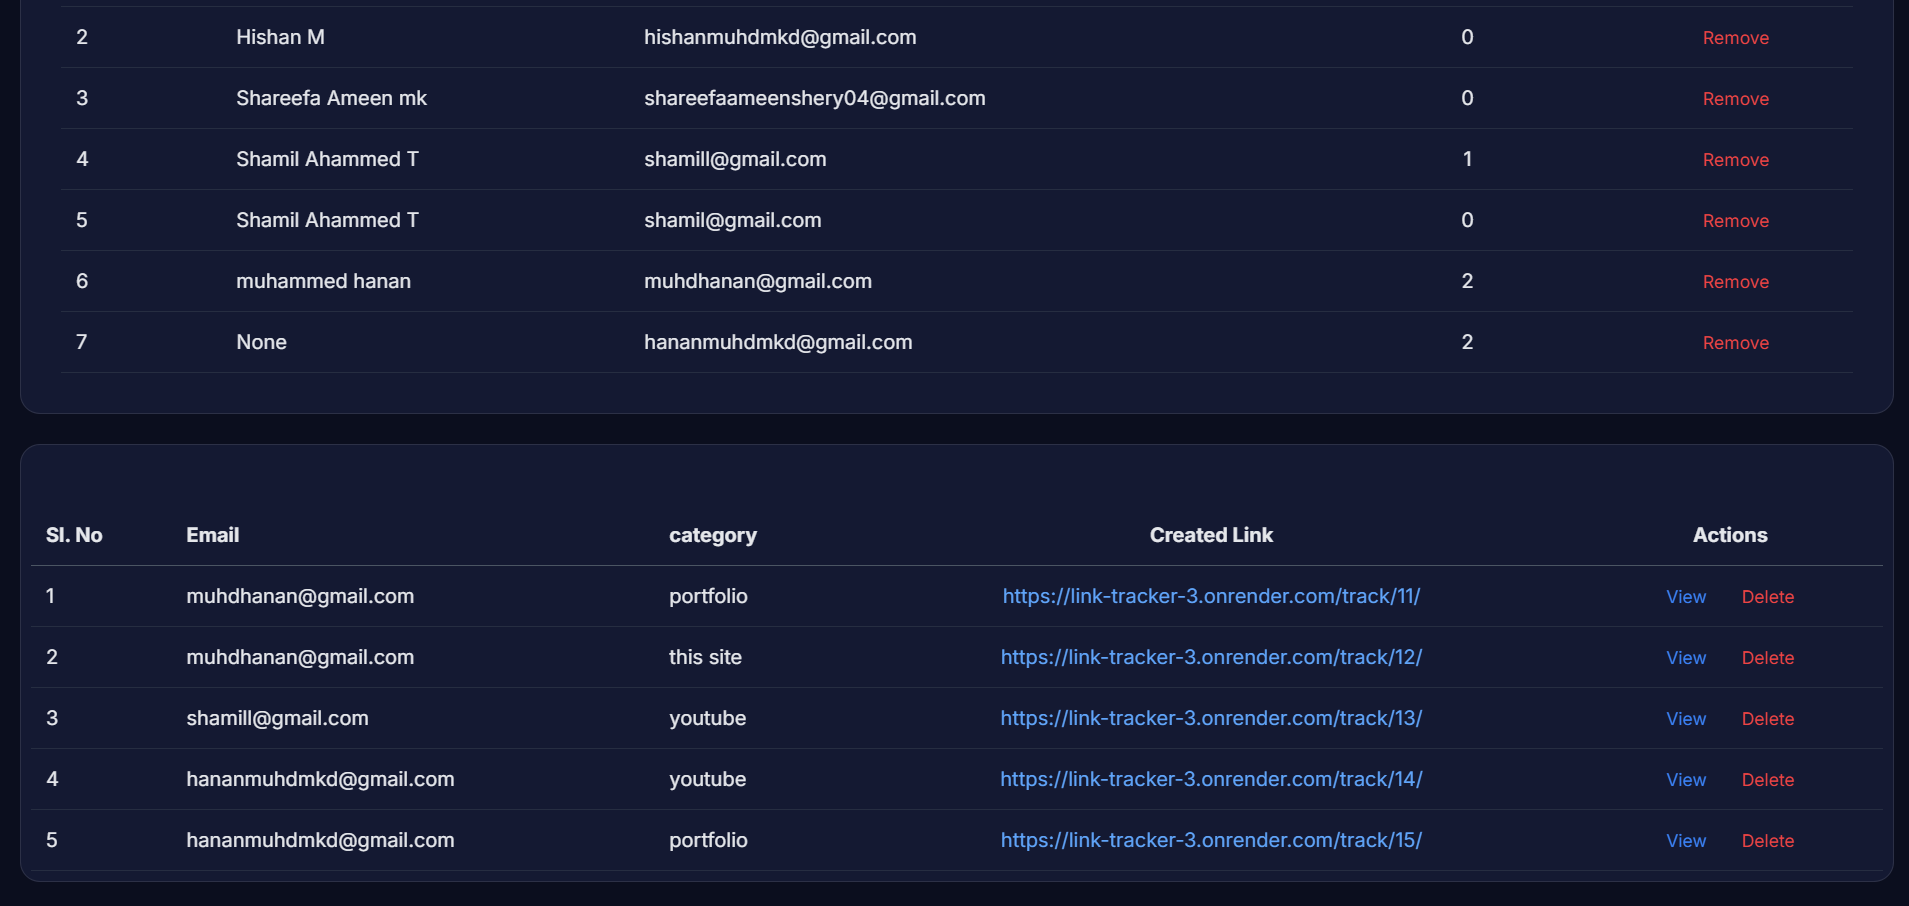 2 Hishan M hishanmuhdmkd@gmail.com 0 Remove
3 Shareefa Ameen mk shareefaameenshery04@gmail.com 0 Remove
4 Shamil Ahammed T shamill@gmail.com 1 Remove
5 Shamil Ahammed T shamil@gmail.com 0 Remove
6 muhammed hanan muhdhanan@gmail.com 2 Remove
7 None hananmuhdmkd@gmail.com 2 Remove
Sl. No Email category Created Link Actions
1 muhdhanan@gmail.com portfolio https://link-tracker-3.onrender.com/track/11/ View Delete
2 muhdhanan@gmail.com this site https://link-tracker-3.onrender.com/track/12/ View Delete
3 shamill@gmail.com youtube https://link-tracker-3.onrender.com/track/13/ View Delete
4 hananmuhdmkd@gmail.com youtube https://link-tracker-3.onrender.com/track/14/ View Delete
5 hananmuhdmkd@gmail.com portfolio https://link-tracker-3.onrender.com/track/15/ View Delete